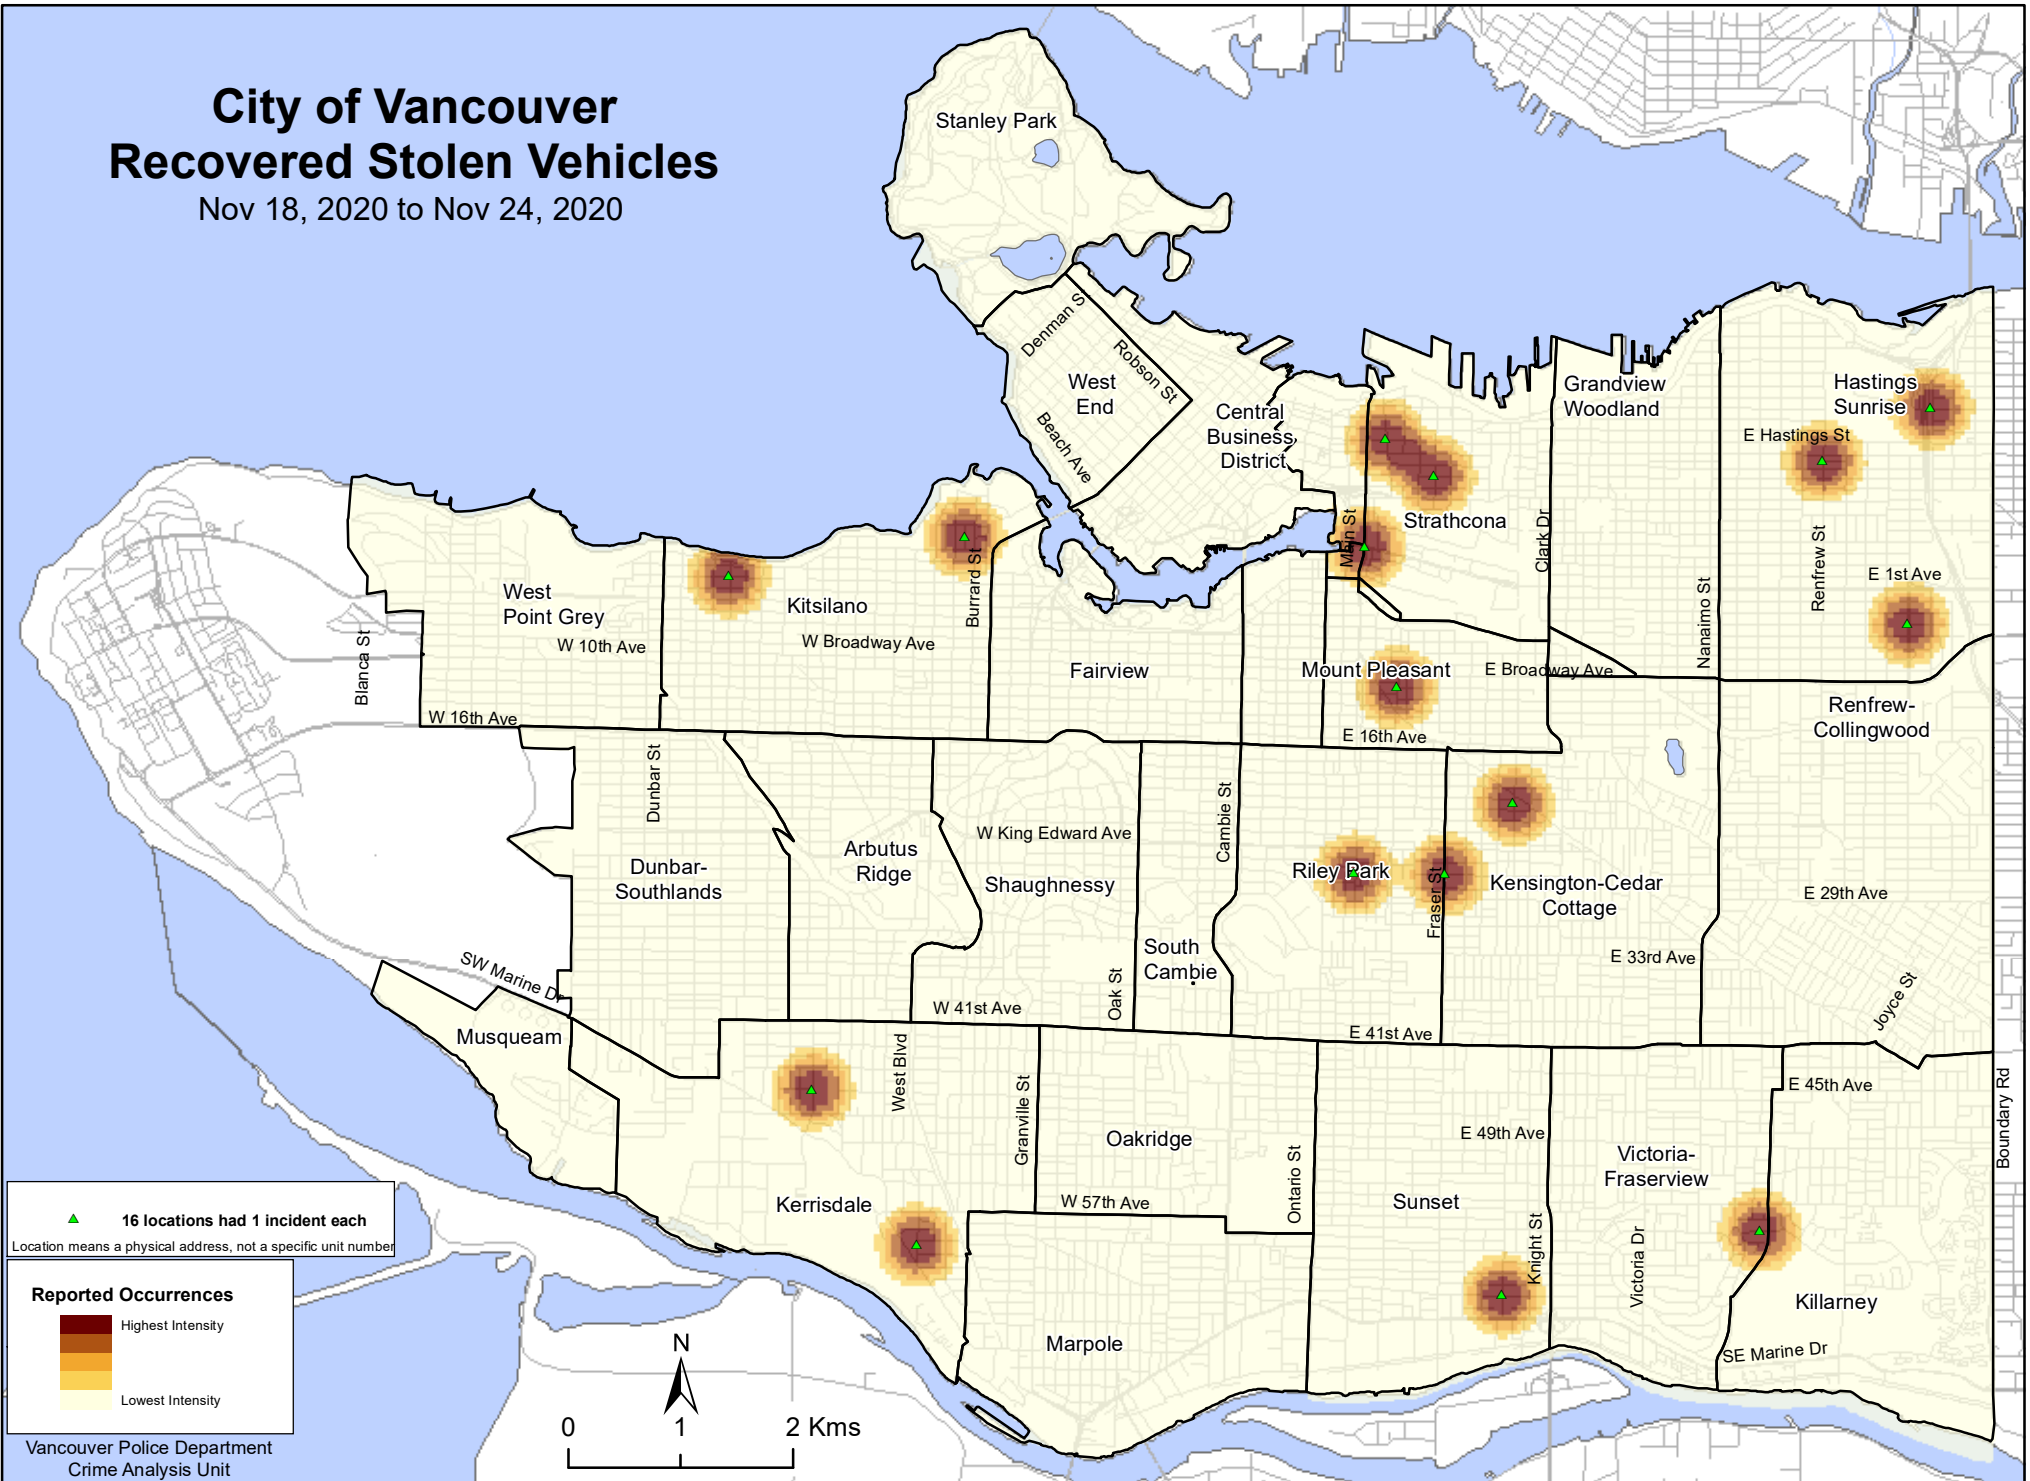 City of Vancouver
Recovered Stolen Vehicles
Nov 18, 2020 to Nov 24, 2020
Stanley Park
Denman St
Robson St
West
End
Beach Ave
Central
Business
District
Grandview
Woodland
Hastings
Sunrise
E Hastings St
Strathcona
Main St
Clark Dr
Nanaimo St
Renfrew St
E 1st Ave
West
Point Grey
W 10th Ave
Blanca St
W 16th Ave
Kitsilano
W Broadway Ave
Burrard St
Fairview
Mount Pleasant
E Broadway Ave
E 16th Ave
Renfrew-
Collingwood
Dunbar St
Dunbar-
Southlands
Arbutus
Ridge
W King Edward Ave
Shaughnessy
Cambie St
Riley Park
Fraser St
Kensington-Cedar
Cottage
E 29th Ave
South
Cambie
Oak St
E 33rd Ave
Joyce St
SW Marine Dr
W 41st Ave
E 41st Ave
Musqueam
West Blvd
Granville St
Oakridge
Ontario St
E 49th Ave
E 45th Ave
Boundary Rd
Victoria-
Fraserview
Kerrisdale
W 57th Ave
Sunset
Knight St
Victoria Dr
Killarney
SE Marine Dr
Marpole
16 locations had 1 incident each
Location means a physical address, not a specific unit number
Reported Occurrences
Highest Intensity
Lowest Intensity
Vancouver Police Department
Crime Analysis Unit
N
0 1 2 Kms